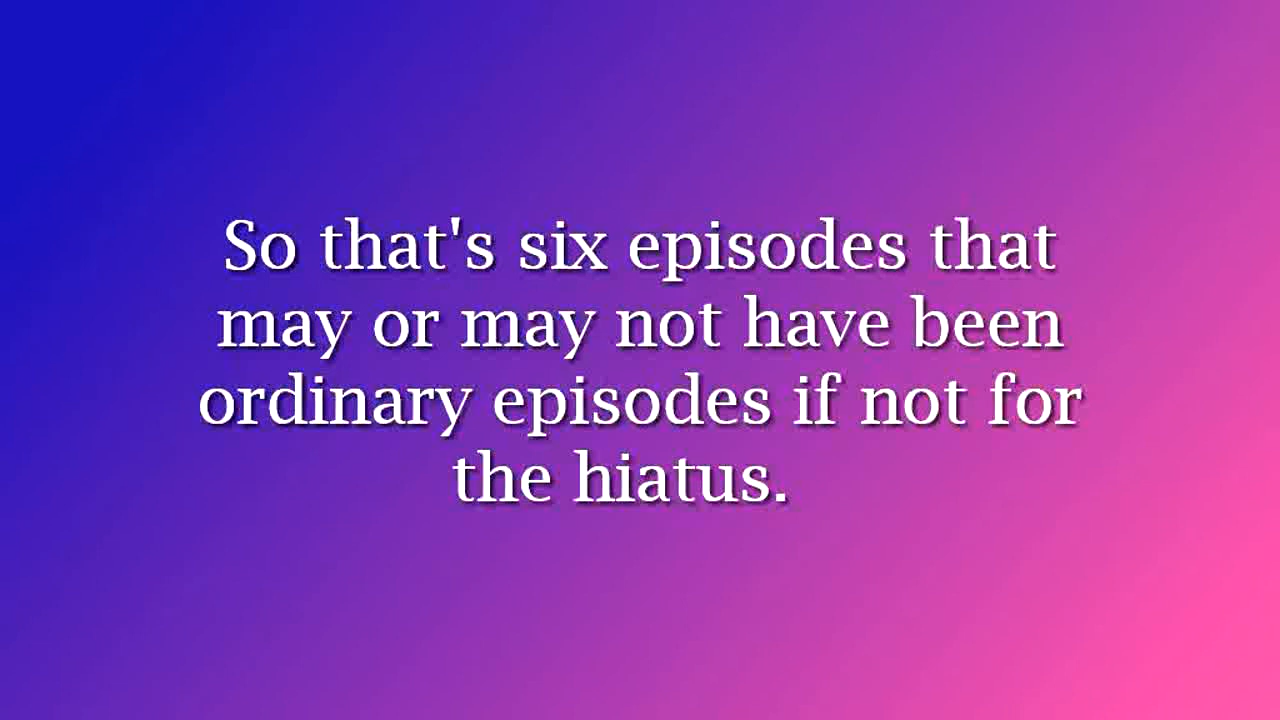 So that's six episodes that
may or may not have been
ordinary episodes if not for
the hiatus.